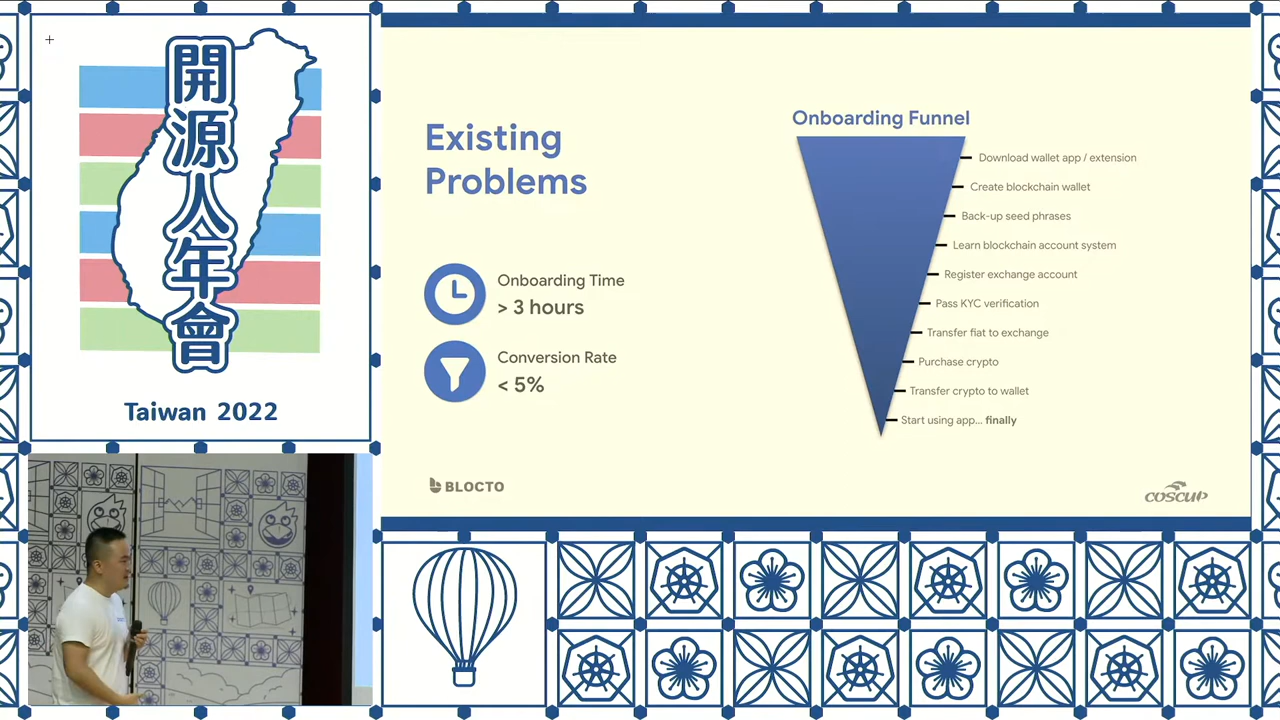 開源人年會
Taiwan 2022
Existing
Problems
Onboarding Time
> 3 hours
Conversion Rate
< 5%
Onboarding Funnel
Download wallet app / extension
Create blockchain wallet
Back-up seed phrases
Learn blockchain account system
Register exchange account
Pass KYC verification
Transfer fiat to exchange
Purchase crypto
Transfer crypto to wallet
Start using app... finally
BLOCTO
COSCUP